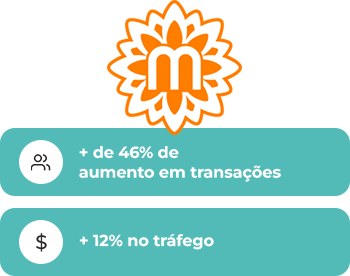 m
+ de 46% de
aumento em transações
$
+ 12% no tráfego